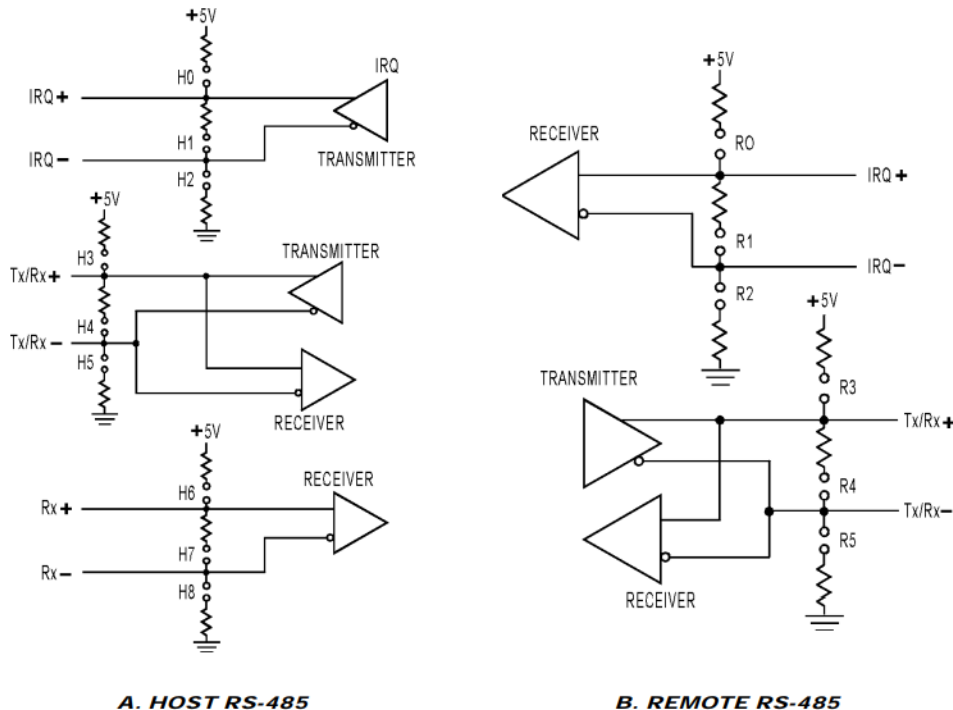 +5V
H0
IRQ
IRQ+
H1
IRQ−
TRANSMITTER
H2
+5V
TRANSMITTER
H3
Tx/Rx+
H4
Tx/Rx−
H5
RECEIVER
+5V
RECEIVER
H6
Rx+
H7
Rx−
H8
A. HOST RS-485
+5V
RECEIVER
RO
IRQ+
R1
IRQ−
R2
+5V
TRANSMITTER
R3
Tx/Rx+
R4
Tx/Rx−
R5
RECEIVER
B. REMOTE RS-485